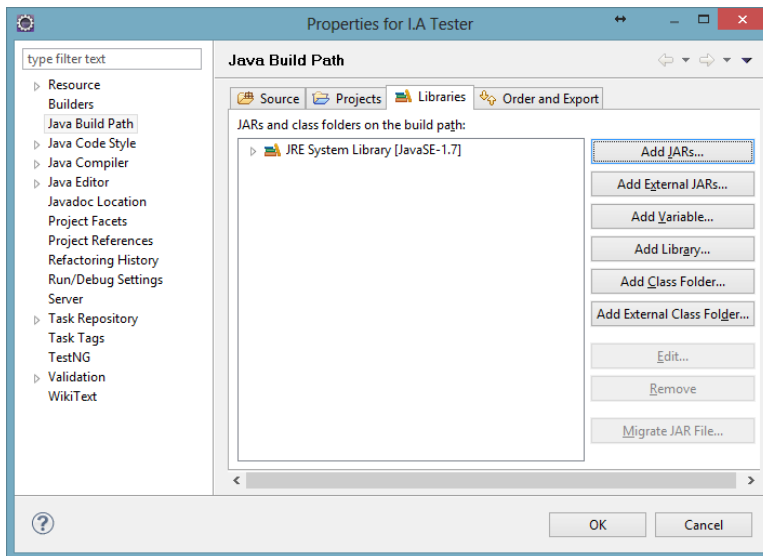 Properties for I.A Tester
type filter text
Resource
Builders
Java Build Path
Java Code Style
Java Compiler
Java Editor
Javadoc Location
Project Facets
Project References
Refactoring History
Run/Debug Settings
Server
Task Repository
Task Tags
TestNG
Validation
WikiText
Java Build Path
Source Projects Libraries Order and Export
JARs and class folders on the build path:
JRE System Library [JavaSE-1.7]
Add JARs...
Add External JARs...
Add Variable...
Add Library...
Add Class Folder...
Add External Class Folder...
Edit...
Remove
Migrate JAR File...
OK Cancel